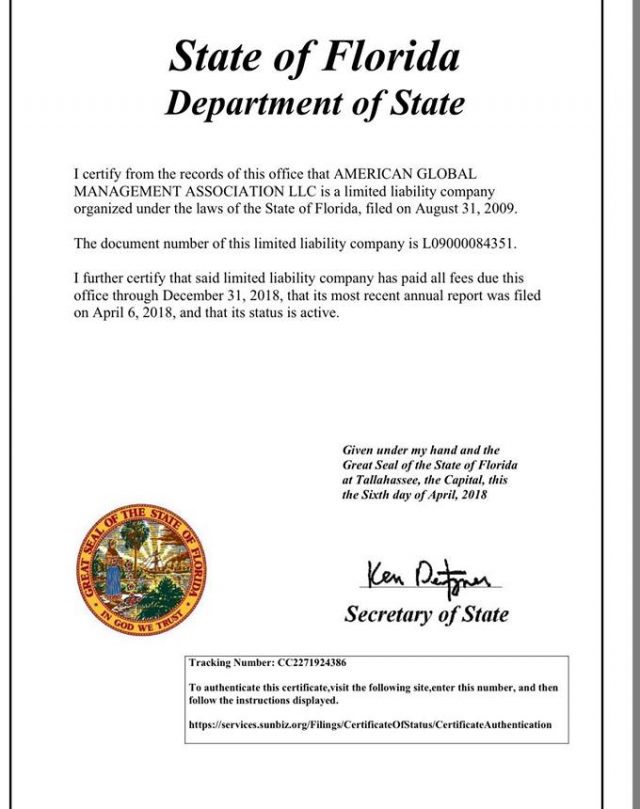 State of Florida
Department of State
I certify from the records of this office that AMERICAN GLOBAL
MANAGEMENT ASSOCIATION LLC is a limited liability company
organized under the laws of the State of Florida, filed on August 31, 2009.
The document number of this limited liability company is L09000084351.
I further certify that said limited liability company has paid all fees due this
office through December 31, 2018, that its most recent annual report was filed
on April 6, 2018, and that its status is active.
Given under my hand and the
Great Seal of the State of Florida
at Tallahassee, the Capital, this
the Sixth day of April, 2018
GREAT SEAL OF THE STATE OF FLORIDA
IN GOD WE TRUST
Ken Detzner
Secretary of State
Tracking Number: CC2271924386
To authenticate this certificate,visit the following site,enter this number, and then
follow the instructions displayed.
https://services.sunbiz.org/Filings/CertificateOfStatus/CertificateAuthentication